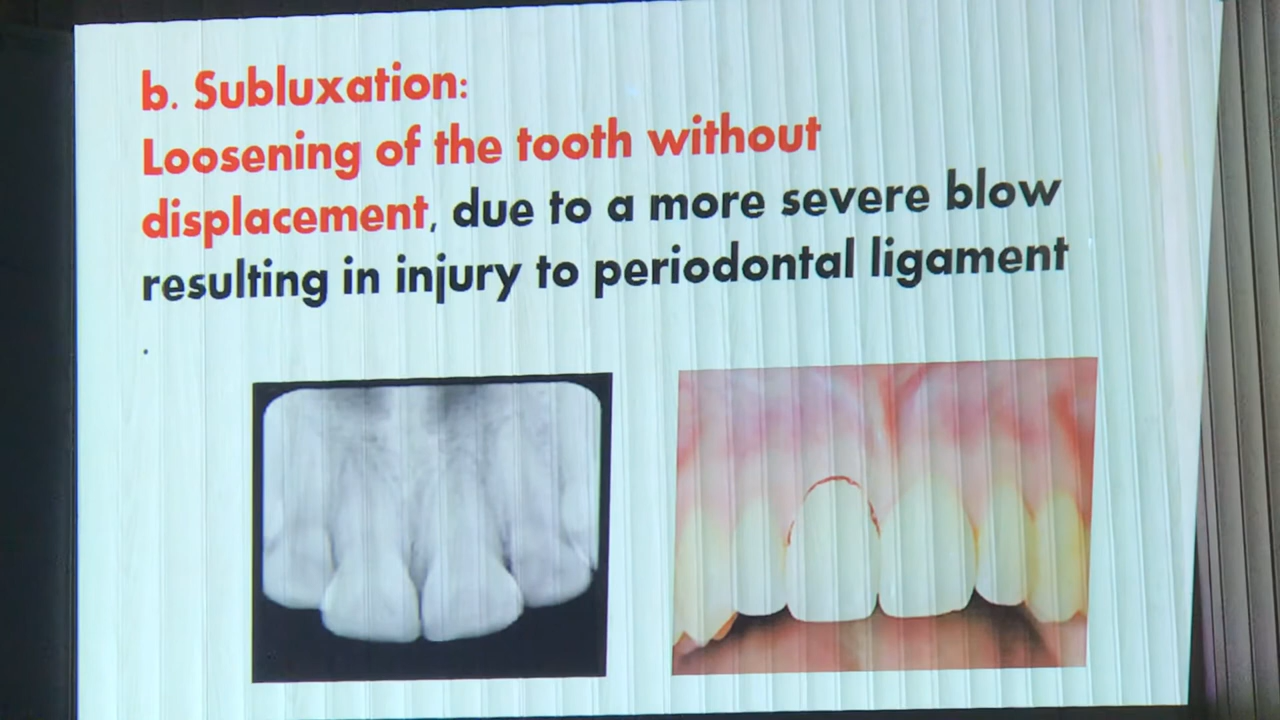 b. Subluxation:
Loosening of the tooth without
displacement, due to a more severe blow
resulting in injury to periodontal ligament
.